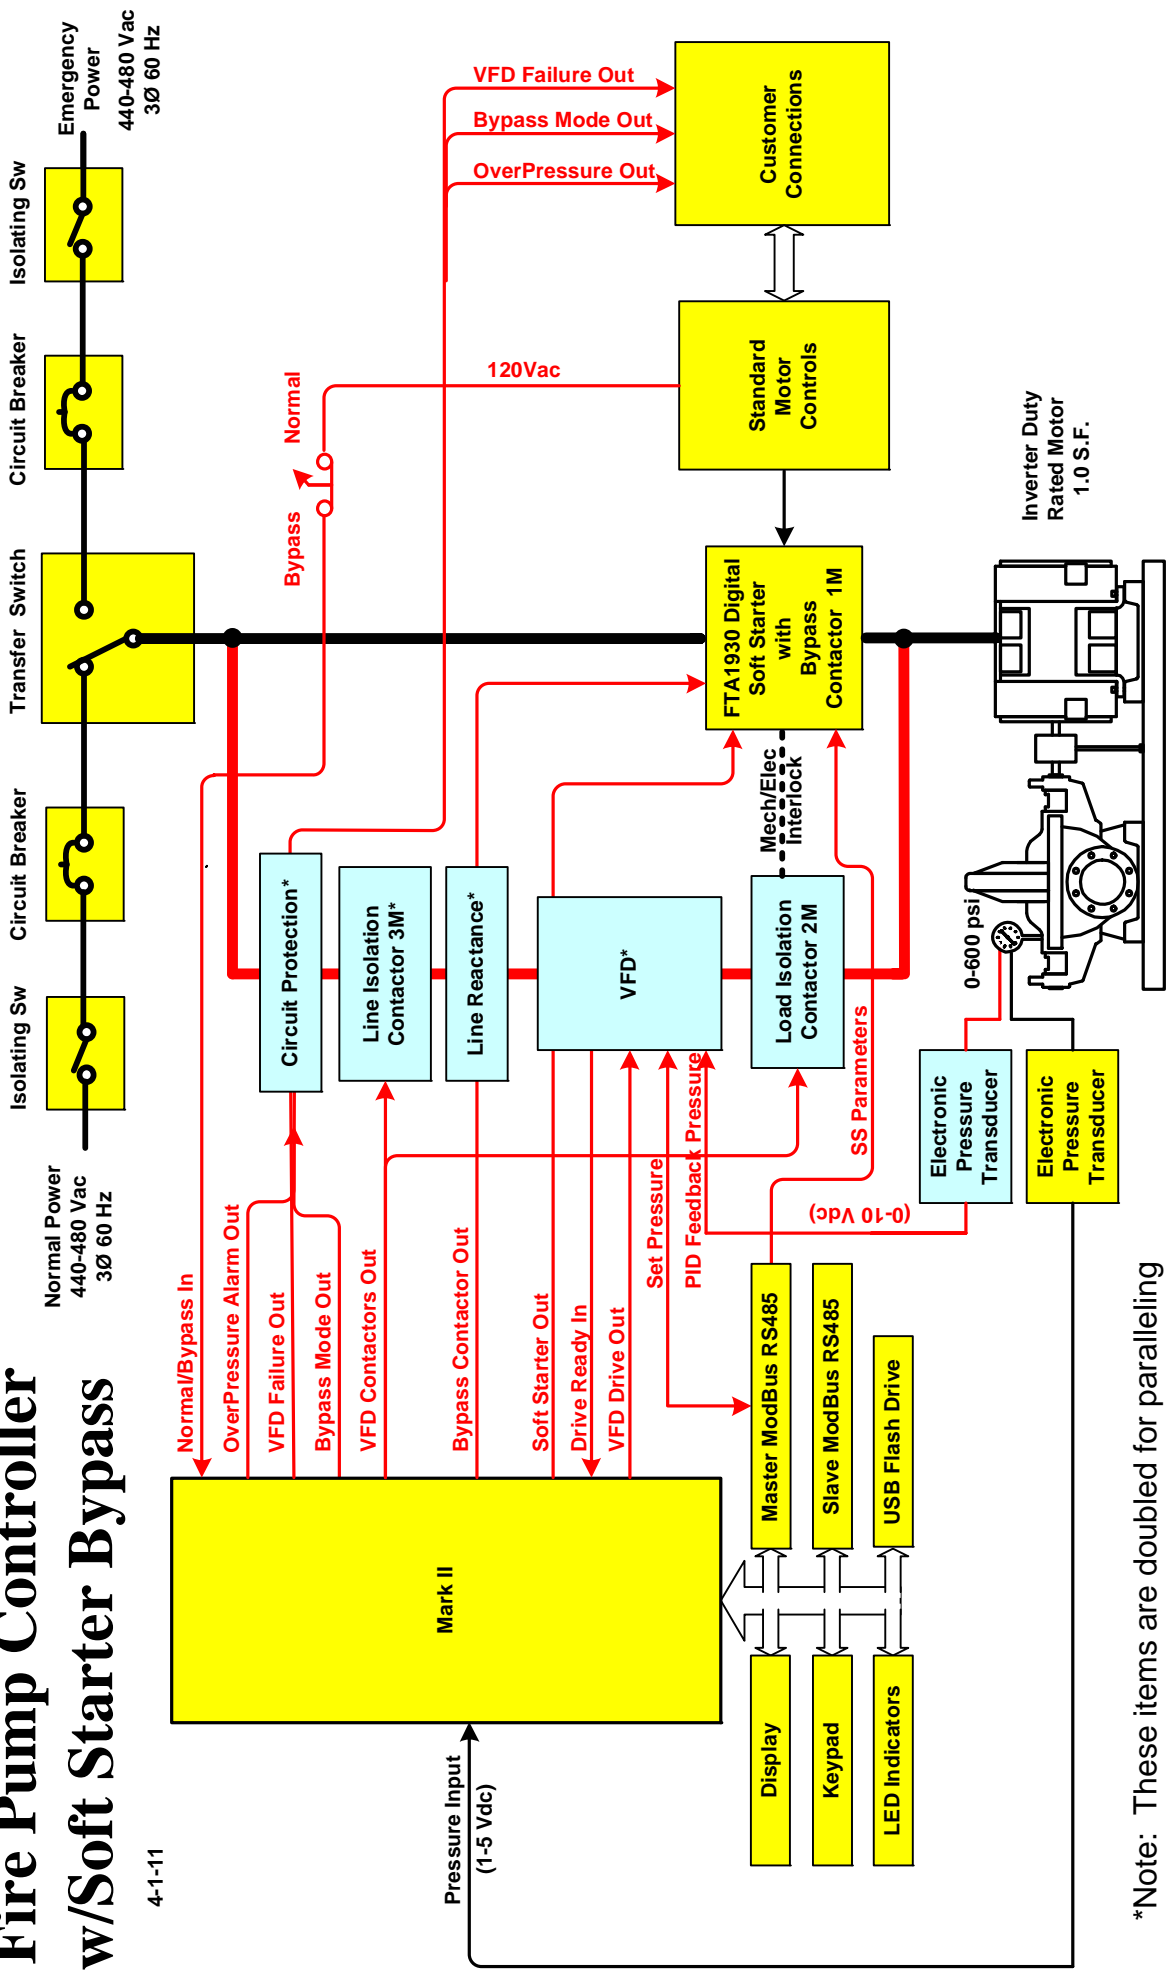 Fire Pump Controller
w/Soft Starter Bypass
4-1-11
Normal Power
440-480 Vac
3Ø 60 Hz
Isolating Sw
Circuit Breaker
Transfer Switch
Circuit Breaker
Isolating Sw
Emergency
Power
440-480 Vac
3Ø 60 Hz
Normal/Bypass In
OverPressure Alarm Out
VFD Failure Out
Bypass Mode Out
VFD Contactors Out
Bypass Contactor Out
Soft Starter Out
Drive Ready In
VFD Drive Out
Mark II
Pressure Input
(1-5 Vdc)
Circuit Protection*
Line Isolation
Contactor 3M*
Line Reactance*
VFD*
Load Isolation
Contactor 2M
Bypass
Normal
120Vac
VFD Failure Out
Bypass Mode Out
OverPressure Out
Customer
Connections
Standard
Motor
Controls
FTA1930 Digital
Soft Starter
with
Bypass
Contactor 1M
Mech/Elec
Interlock
Set Pressure
PID Feedback Pressure
(0-10 Vdc)
SS Parameters
Master ModBus RS485
Slave ModBus RS485
USB Flash Drive
Display
Keypad
LED Indicators
Electronic
Pressure
Transducer
Electronic
Pressure
Transducer
0-600 psi
Inverter Duty
Rated Motor
1.0 S.F.
*Note: These items are doubled for paralleling